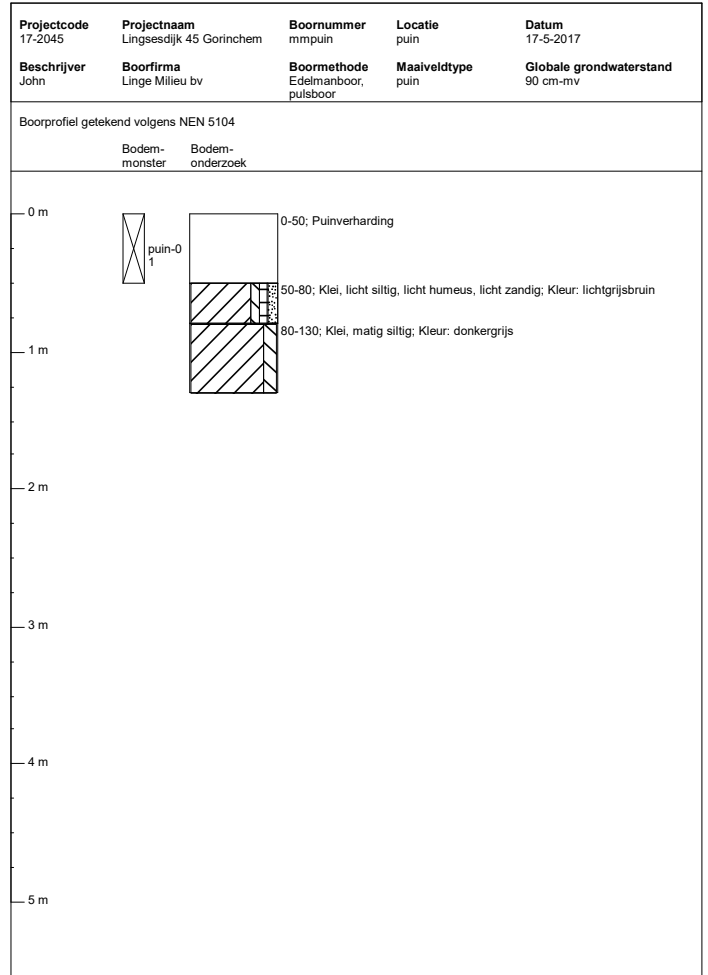 Projectcode Projectnaam Boornummer Locatie Datum
17-2045 Lingsesdijk 45 Gorinchem mmpuin puin 17-5-2017
Beschrijver Boorfirma Boormethode Maaiveldtype Globale grondwaterstand
John Linge Milieu bv Edelmanboor, puin 90 cm-mv
pulsboor
Boorprofiel getekend volgens NEN 5104
Bodem- Bodem-
monster onderzoek
0 m
0-50; Puinverharding
puin-0
1
50-80; Klei, licht siltig, licht humeus, licht zandig; Kleur: lichtgrijsbruin
80-130; Klei, matig siltig; Kleur: donkergrijs
1 m
2 m
3 m
4 m
5 m